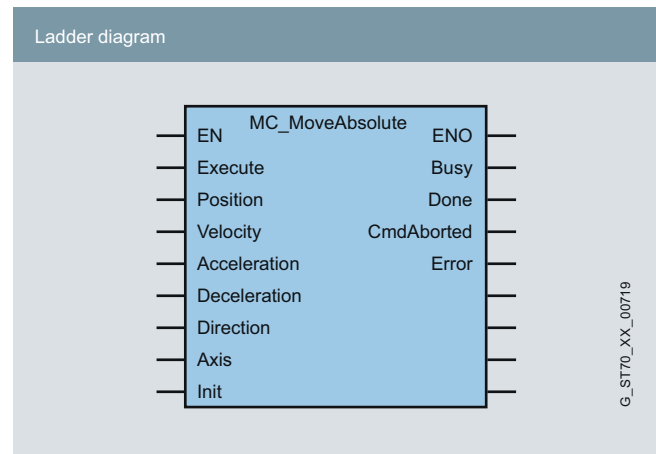 Ladder diagram
MC_MoveAbsolute
EN ENO
Execute Busy
Position Done
Velocity CmdAborted
Acceleration Error
Deceleration
Direction
Axis
Init
G_ST70_XX_00719